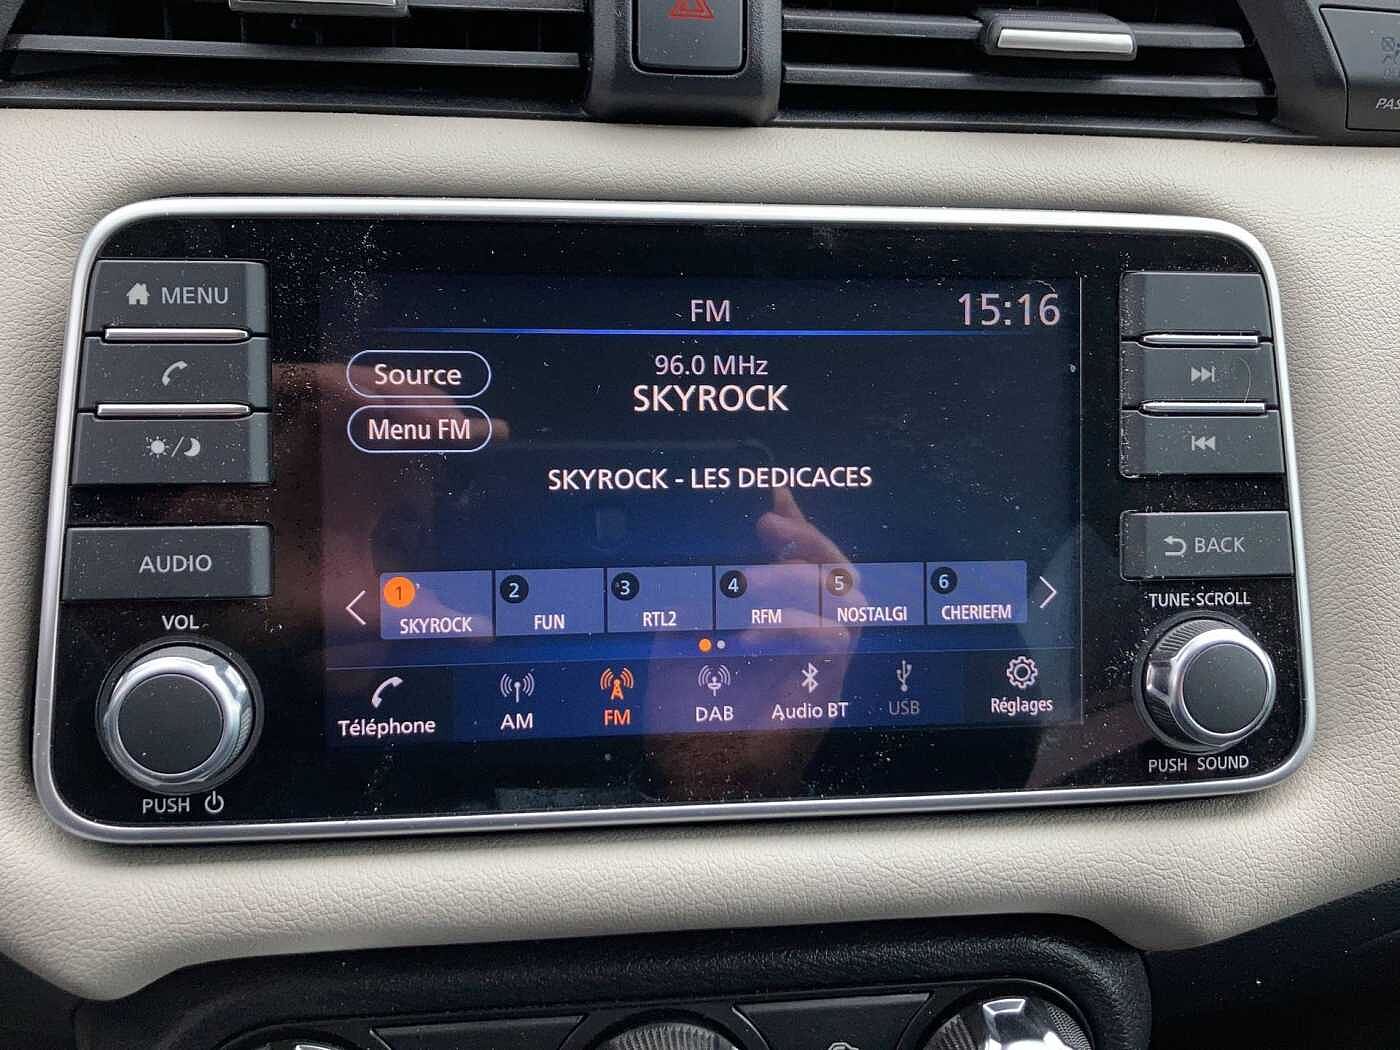 PAS
MENU
AUDIO
VOL
PUSH
FM
15:16
96.0 MHz
SKYROCK
Source
Menu FM
SKYROCK - LES DEDICACES
1 SKYROCK
2 FUN
3 RTL2
4 RFM
5 NOSTALGI
6 CHERIEFM
Téléphone
AM
FM
DAB
Audio BT
USB
Réglages
BACK
TUNE·SCROLL
PUSH SOUND